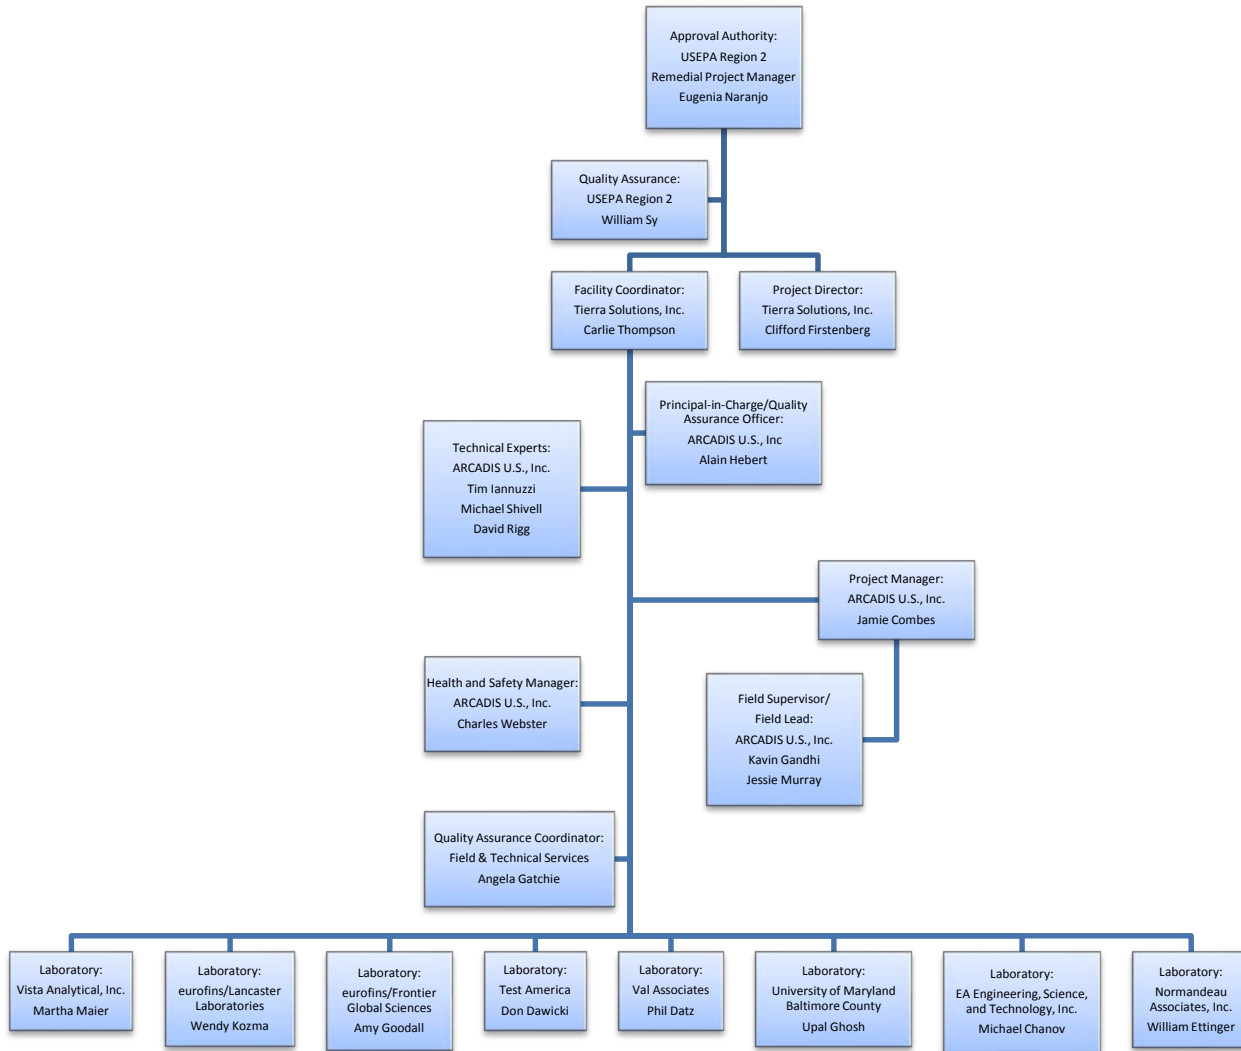 Approval Authority:
USEPA Region 2
Remedial Project Manager
Eugenia Naranjo
Quality Assurance:
USEPA Region 2
William Sy
Facility Coordinator:
Tierra Solutions, Inc.
Carlie Thompson
Project Director:
Tierra Solutions, Inc.
Clifford Firstenberg
Principal-in-Charge/Quality
Assurance Officer:
ARCADIS U.S., Inc
Alain Hebert
Technical Experts:
ARCADIS U.S., Inc.
Tim Iannuzzi
Michael Shivell
David Rigg
Project Manager:
ARCADIS U.S., Inc.
Jamie Combes
Health and Safety Manager:
ARCADIS U.S., Inc.
Charles Webster
Field Supervisor/
Field Lead:
ARCADIS U.S., Inc.
Kavin Gandhi
Jessie Murray
Quality Assurance Coordinator:
Field & Technical Services
Angela Gatchie
Laboratory:
Vista Analytical, Inc.
Martha Maier
Laboratory:
eurofins/Lancaster
Laboratories
Wendy Kozma
Laboratory:
eurofins/Frontier
Global Sciences
Amy Goodall
Laboratory:
Test America
Don Dawicki
Laboratory:
Val Associates
Phil Datz
Laboratory:
University of Maryland
Baltimore County
Upal Ghosh
Laboratory:
EA Engineering, Science,
and Technology, Inc.
Michael Chanov
Laboratory:
Normandeau
Associates, Inc.
William Ettinger